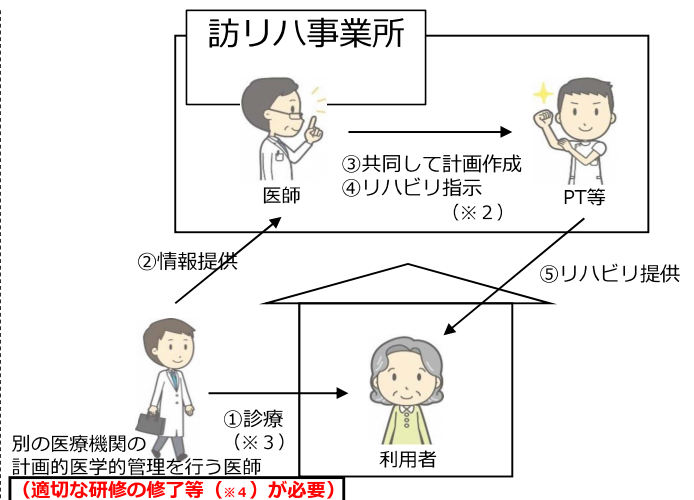 訪リハ事業所
医師
PT等
③共同して計画作成
④リハビリ指示
（※２）
②情報提供
⑤リハビリ提供
①診療
（※３）
利用者
別の医療機関の
計画的医学的管理を行う医師
（適切な研修の修了等（※４）が必要）